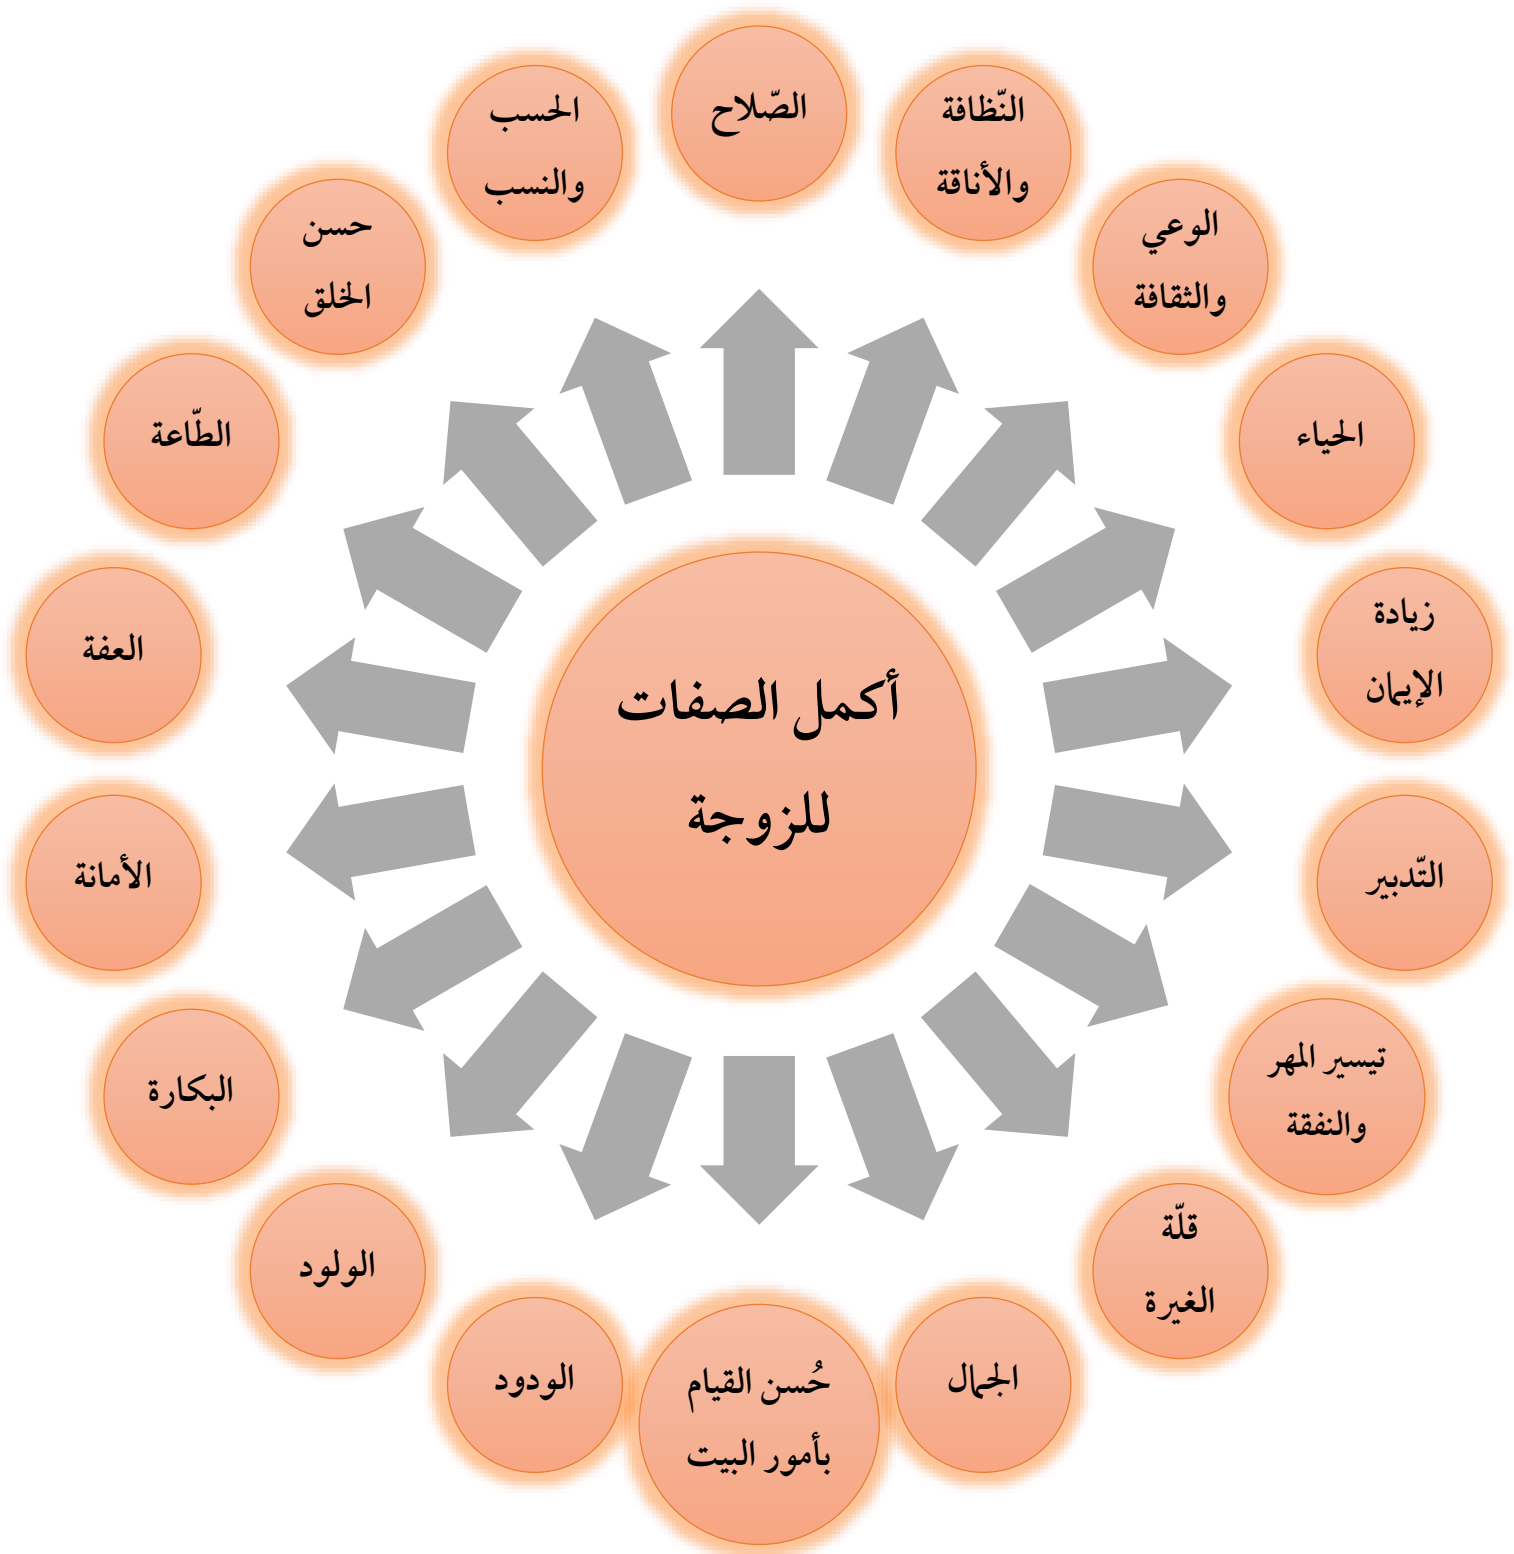 أكمل الصفات
للزوجة
الصّلاح
النّظافة
والأناقة
الوعي
والثقافة
الحياء
زيادة
الإيمان
التّدبير
تيسير المهر
والنفقة
قلّة
الغيرة
الجمال
حُسن القيام
بأمور البيت
الودود
الولود
البكارة
الأمانة
العفة
الطّاعة
حسن
الخلق
الحسب
والنسب